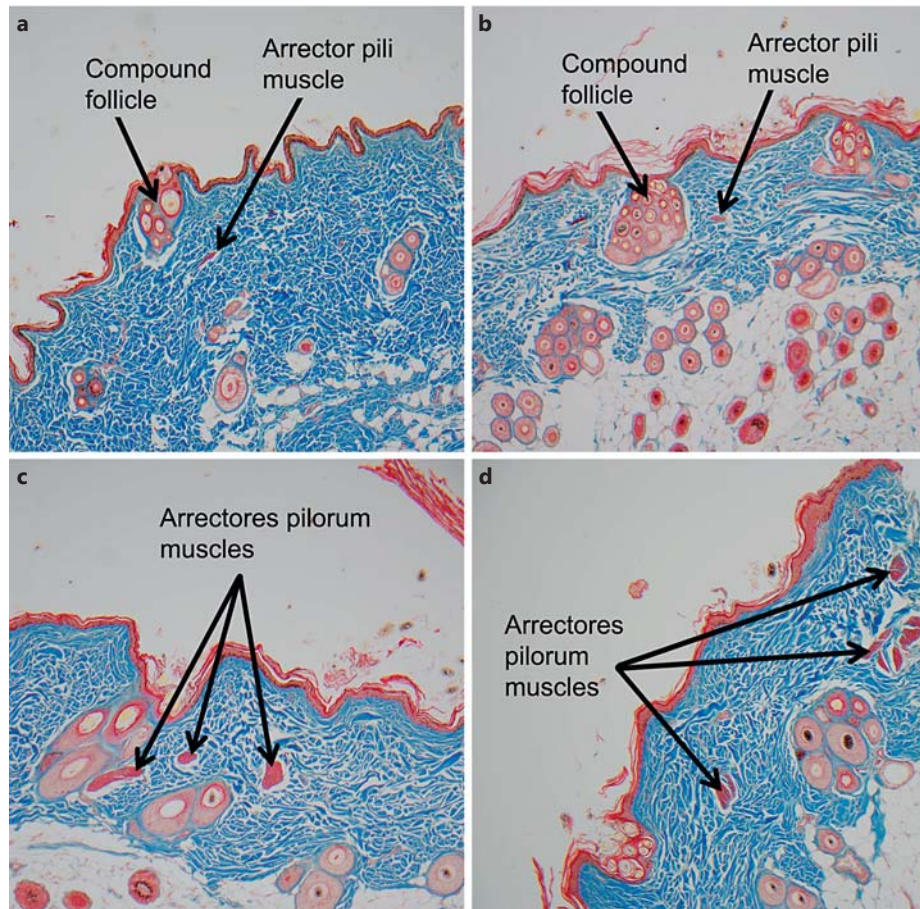 a
Compound
follicle
Arrector pili
muscle
b
Compound
follicle
Arrector pili
muscle
c
Arrectores pilorum
muscles
d
Arrectores
pilorum
muscles